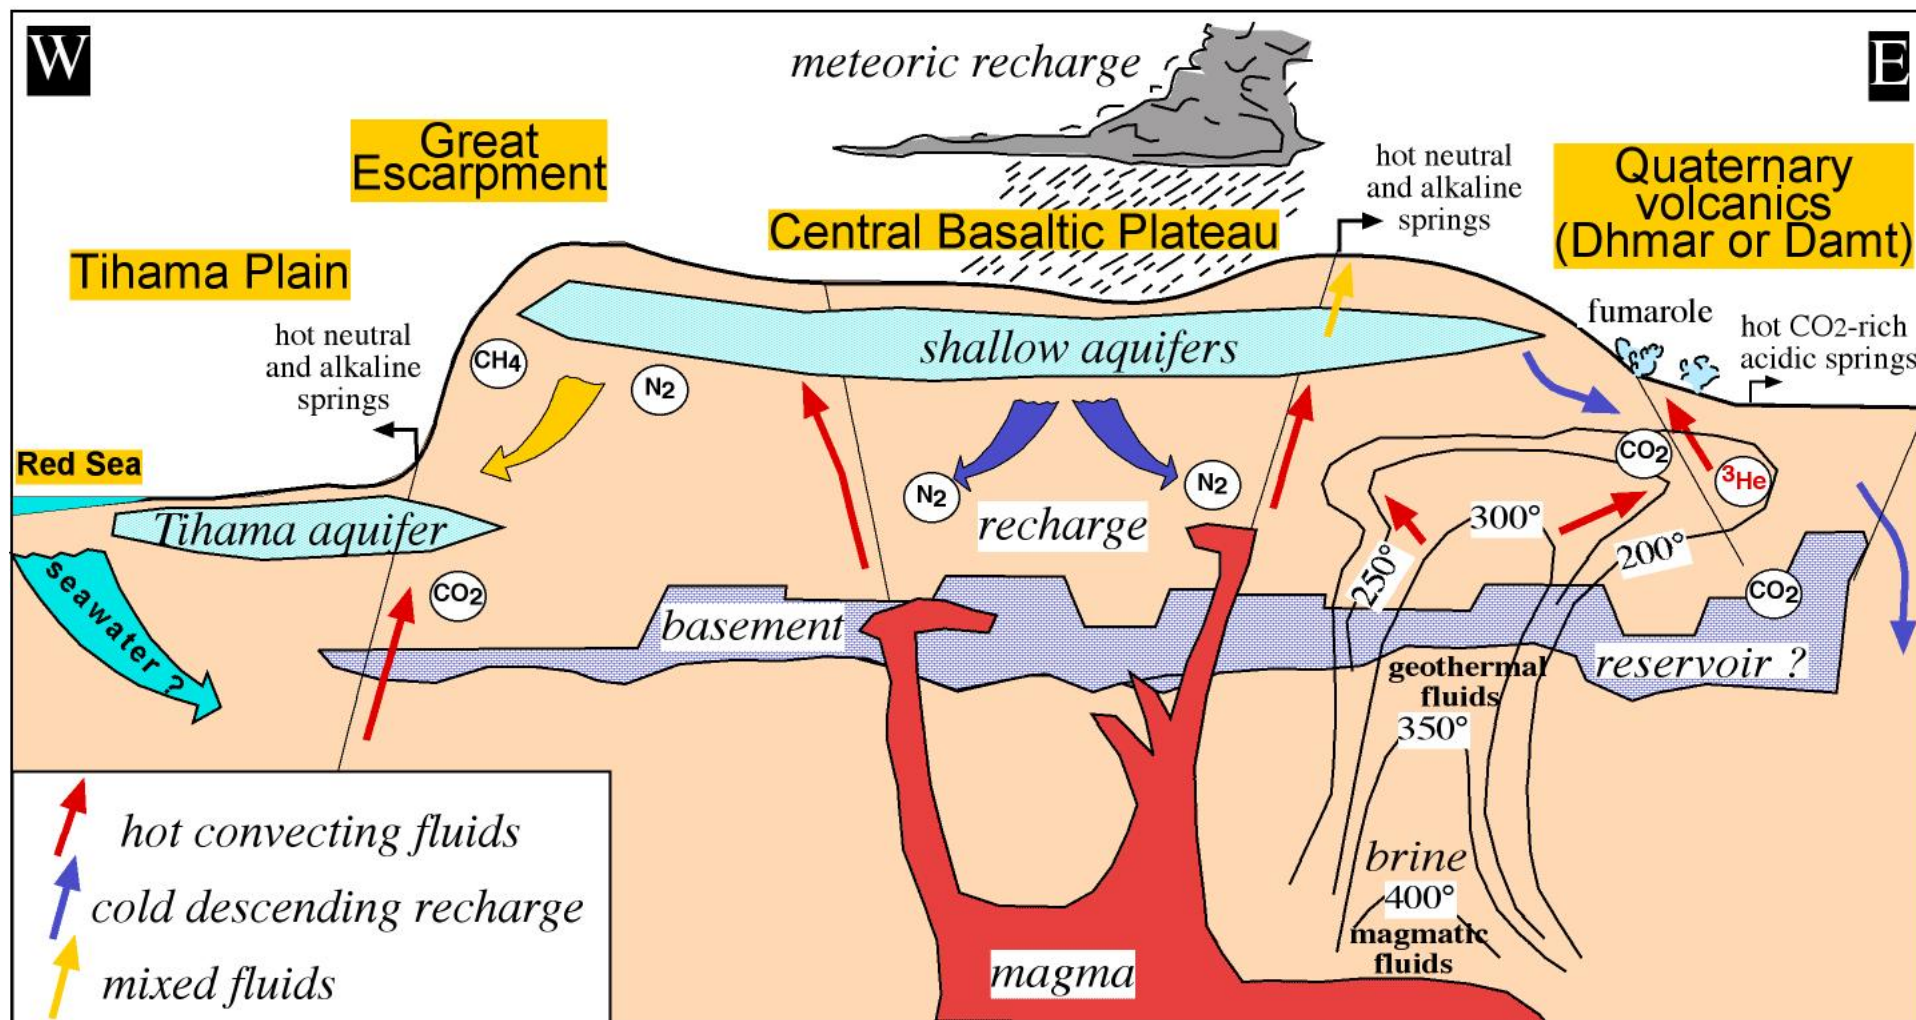 W
E
meteoric recharge
Great
Escarpment
hot neutral
and alkaline
springs
Quaternary
volcanics
(Dhmar or Damt)
Central Basaltic Plateau
Tihama Plain
hot neutral
and alkaline
springs
fumarole
hot CO2-rich
acidic springs
shallow aquifers
CH4
N2
Red Sea
CO2
3He
N2
N2
recharge
300°
Tihama aquifer
250°
200°
seawater ?
CO2
CO2
basement
geothermal
fluids
reservoir ?
350°
hot convecting fluids
cold descending recharge
mixed fluids
brine
400°
magmatic
fluids
magma